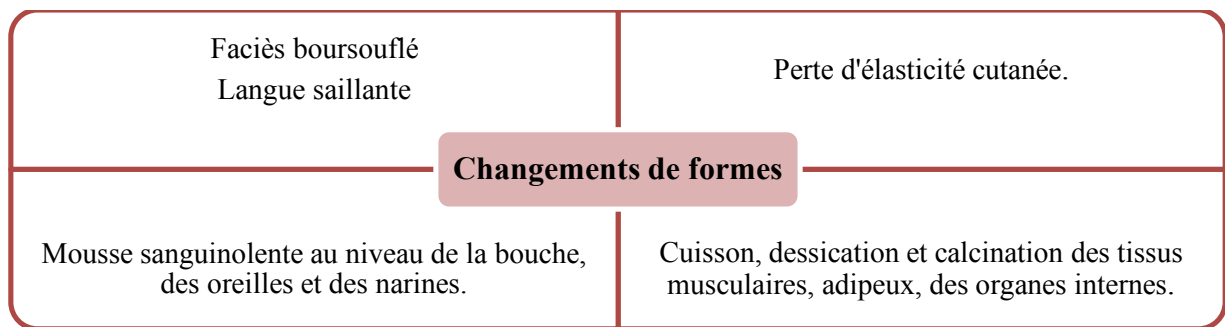 Faciès boursouflé
Langue saillante
Perte d'élasticité cutanée.
Changements de formes
Mousse sanguinolente au niveau de la bouche,
des oreilles et des narines.
Cuisson, dessication et calcination des tissus
musculaires, adipeux, des organes internes.